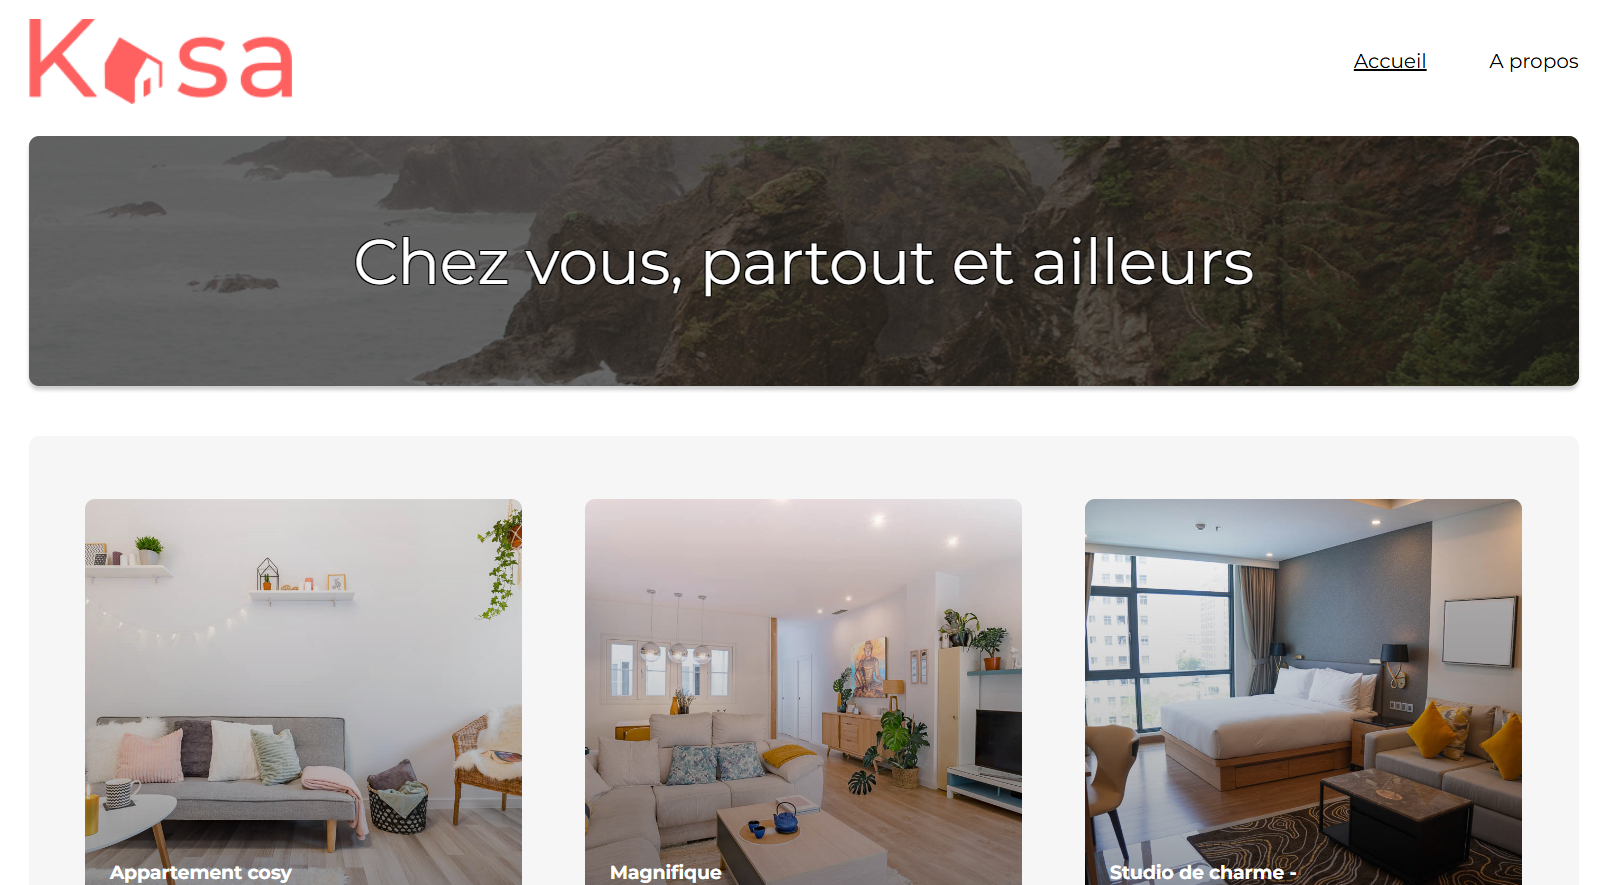 Kasa
Accueil
A propos
Chez vous, partout et ailleurs
Appartement cosy
Magnifique
Studio de charme -